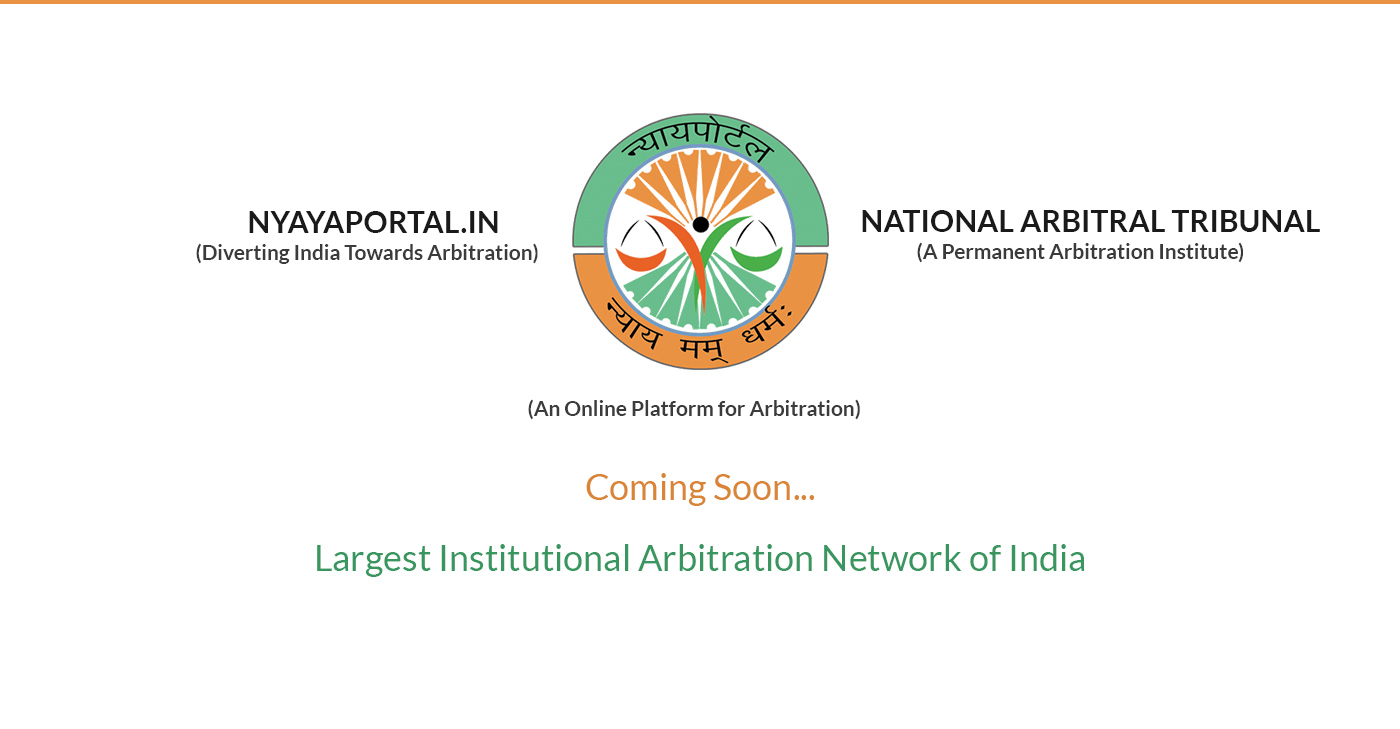 न्यायपोर्टल
NYAYAPORTAL.IN
(Diverting India Towards Arbitration)
NATIONAL ARBITRAL TRIBUNAL
(A Permanent Arbitration Institute)
न्याय मम् धर्मः
(An Online Platform for Arbitration)
Coming Soon...
Largest Institutional Arbitration Network of India